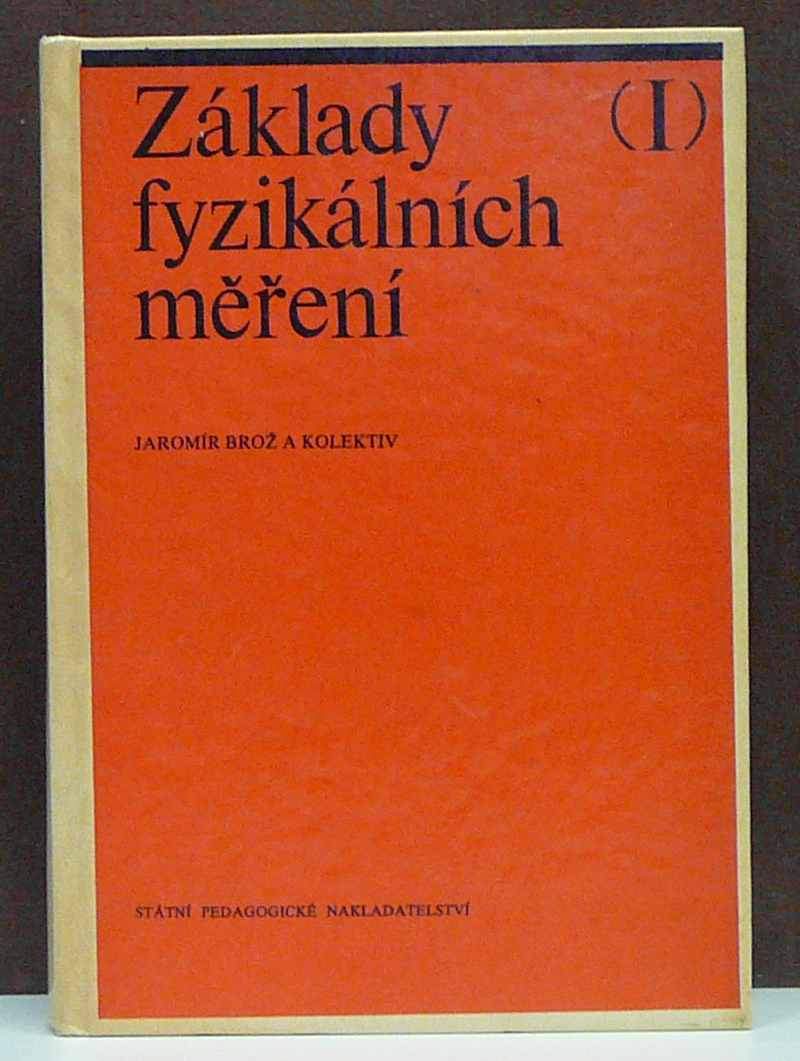 Základy (I)
fyzikálních
měření
JAROMÍR BROŽ A KOLEKTIV
STÁTNÍ PEDAGOGICKÉ NAKLADATELSTVÍ